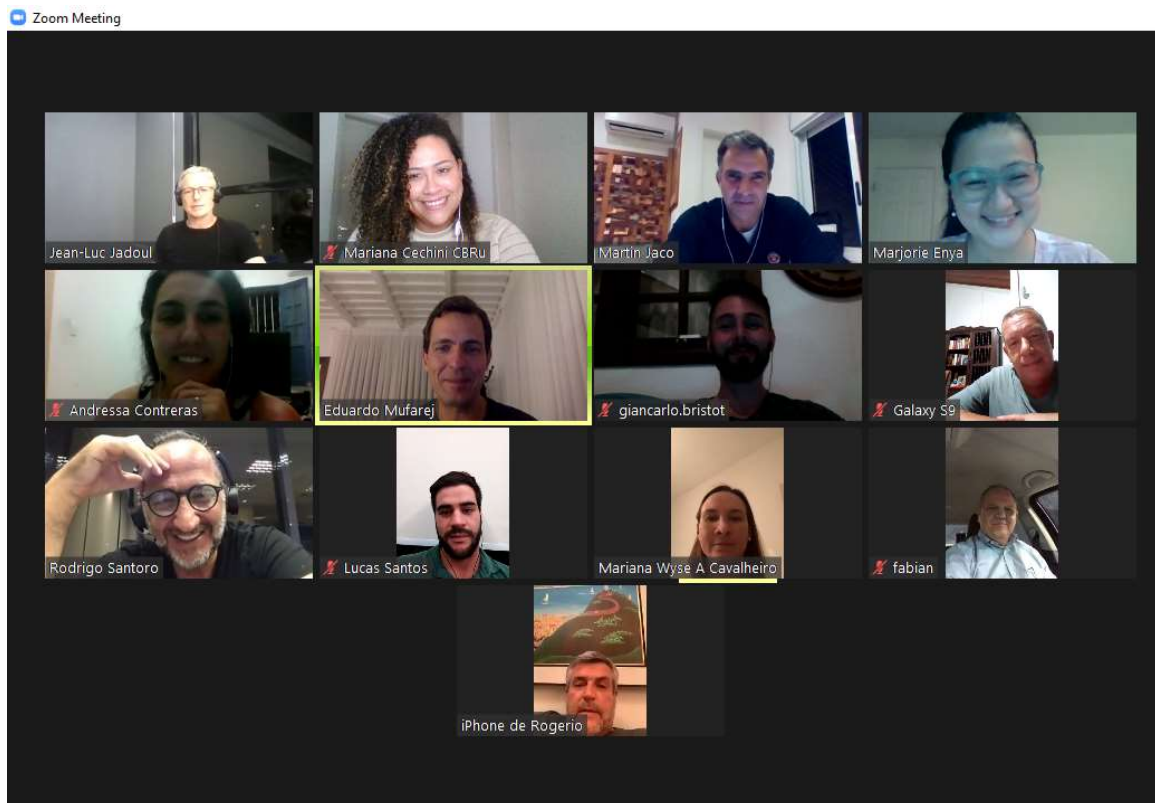 Zoom Meeting
Jean-Luc Jadoul
Mariana Cechini CBRu
Martin Jaco
Marjorie Enya
Andressa Contreras
Eduardo Mufarej
giancarlo.bristot
Galaxy S9
Rodrigo Santoro
Lucas Santos
Mariana Wyse A Cavalheiro
fabian
iPhone de Rogerio